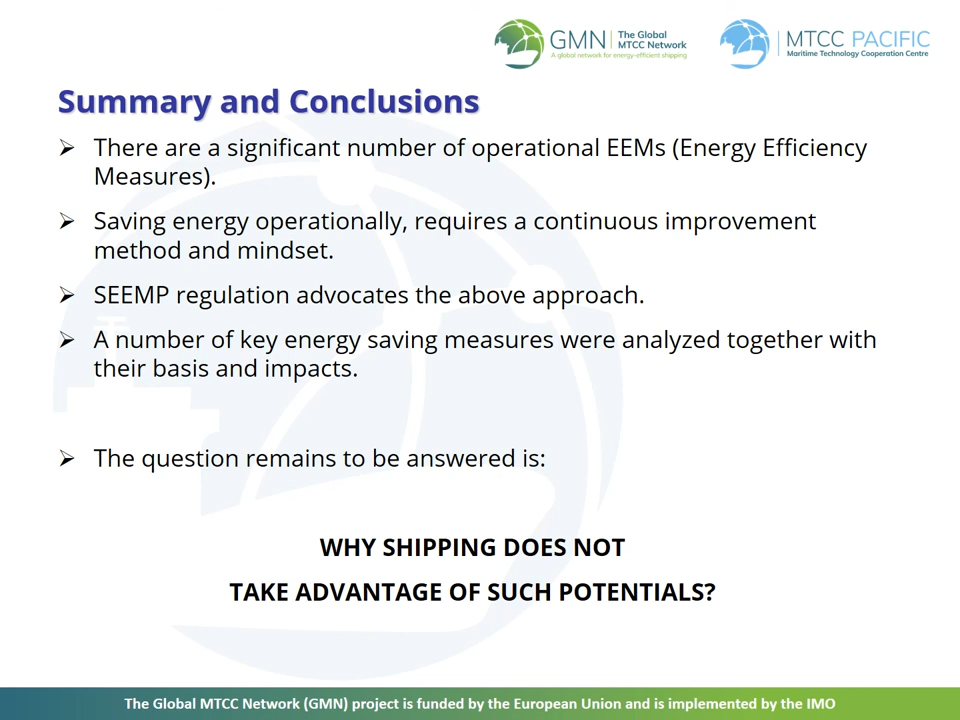 GMN
The Global
MTCC Network
A global network for energy-efficient shipping
MTCC PACIFIC
Maritime Technology Cooperation Centre
Summary and Conclusions
There are a significant number of operational EEMs (Energy Efficiency
Measures).
Saving energy operationally, requires a continuous improvement
method and mindset.
SEEMP regulation advocates the above approach.
A number of key energy saving measures were analyzed together with
their basis and impacts.
The question remains to be answered is:
WHY SHIPPING DOES NOT
TAKE ADVANTAGE OF SUCH POTENTIALS?
The Global MTCC Network (GMN) project is funded by the European Union and is implemented by the IMO